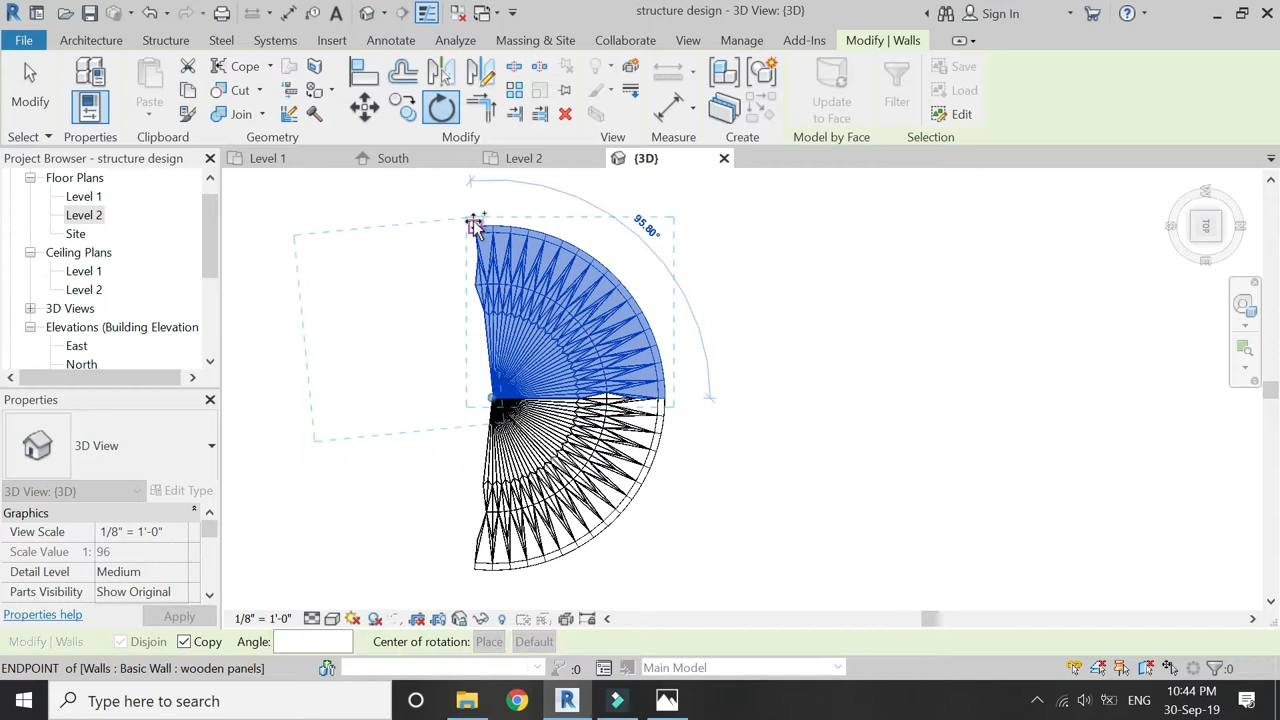 structure design - 3D View: {3D}
Sign In
File
Architecture
Structure
Steel
Systems
Insert
Annotate
Analyze
Massing & Site
Collaborate
View
Manage
Add-Ins
Modify | Walls
Modify
Paste
Cope
Cut
Join
Update
to Face
Filter
Save
Load
Edit
Select
Properties
Clipboard
Geometry
Modify
View
Measure
Create
Model by Face
Selection
Project Browser - structure design
Level 1
South
Level 2
{3D}
Floor Plans
Level 1
Level 2
Site
Ceiling Plans
Level 1
Level 2
3D Views
Elevations (Building Elevation
East
North
95.80°
TOP
Properties
3D View
3D View: {3D}
Edit Type
Graphics
View Scale
1/8" = 1'-0"
Scale Value 1:
96
Detail Level
Medium
Parts Visibility
Show Original
Properties help
Apply
1/8" = 1'-0"
Modify | Walls
Disjoin
Copy
Angle:
Center of rotation:
Place
Default
ENDPOINT of [Walls : Basic Wall : wooden panels]
:0
Main Model
:0
Type here to search
ENG
10:44 PM
30-Sep-19